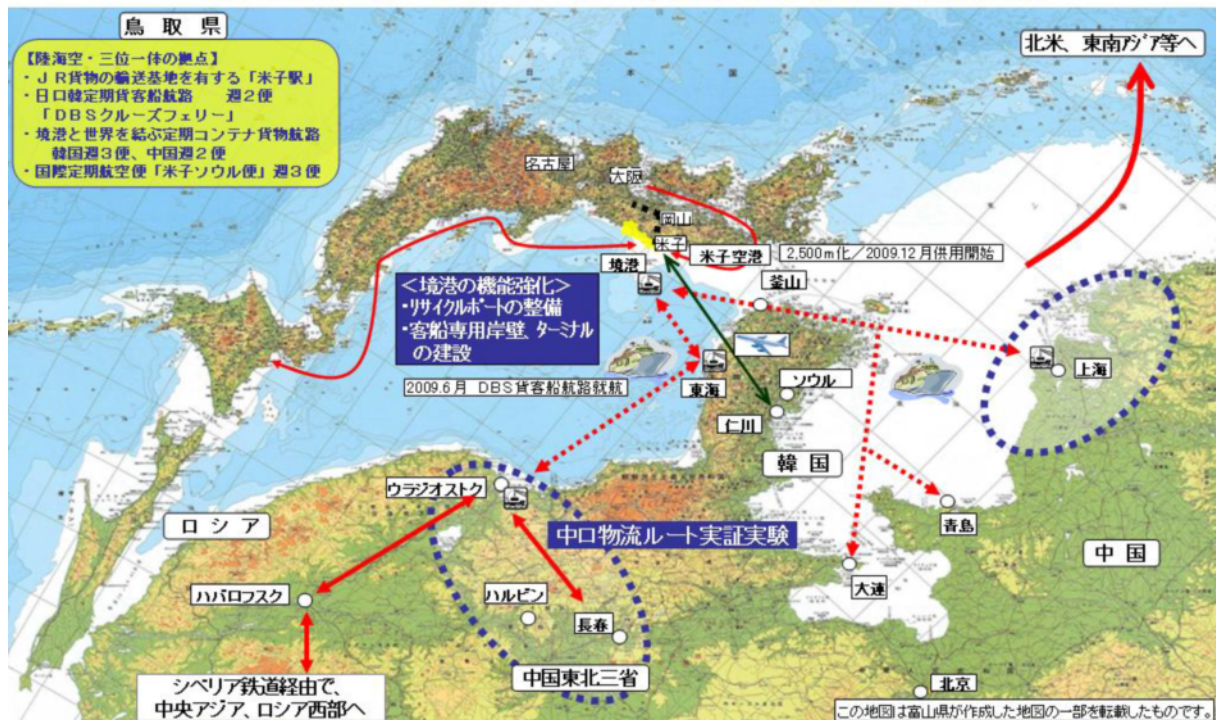 鳥取県
【陸海空・三位一体の拠点】
・JR貨物の輸送基地を有する「米子駅」
・日ロ韓定期貨客船航路　週2便
「DBSクルーズフェリー」
・境港と世界を結ぶ定期コンテナ貨物航路
韓国週3便、中国週2便
・国際定期航空便「米子ソウル便」週3便
北米、東南アジア等へ
名古屋
大阪
岡山
米子
米子空港
2,500m化／2009.12月供用開始
境港
釜山
＜境港の機能強化＞
・リサイクルポートの整備
・客船専用岸壁、ターミナル
の建設
2009.6月 DBS貨客船航路就航
東海
ソウル
仁川
上海
韓国
ウラジオストク
ロシア
中ロ物流ルート実証実験
青島
中国
大連
ハバロフスク
ハルビン
長春
中国東北三省
シベリア鉄道経由で、
中央アジア、ロシア西部へ
北京
この地図は富山県が作成した地図の一部を転載したものです。